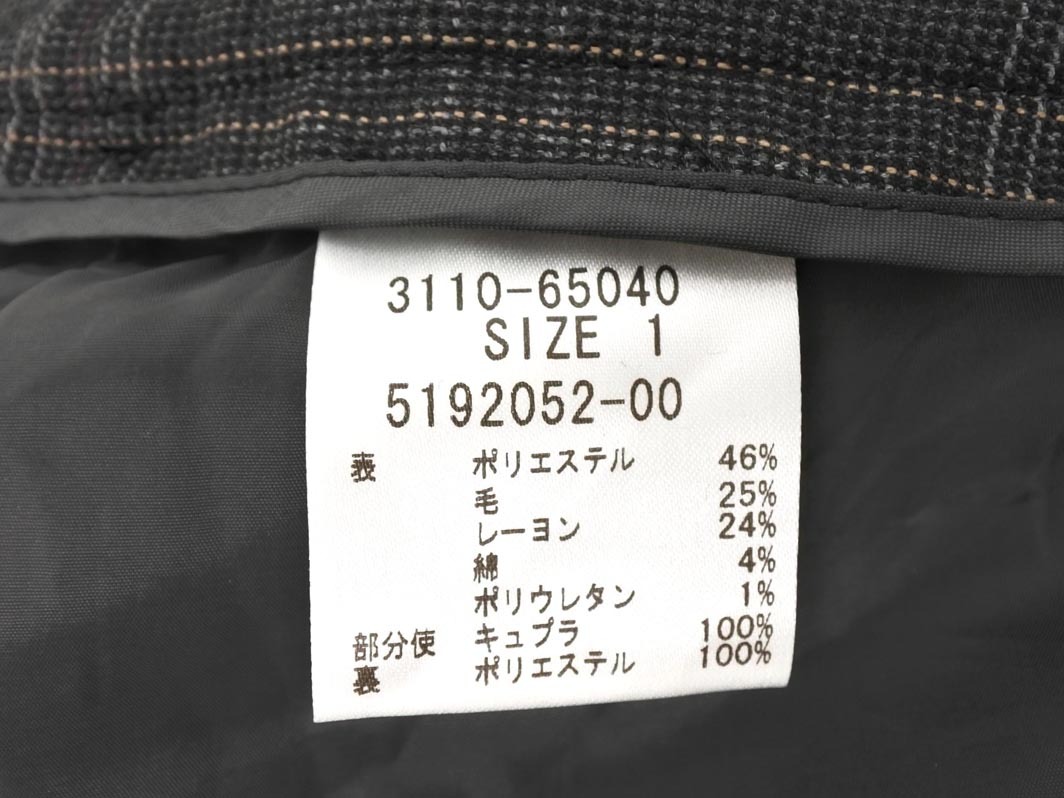 3110-65040
SIZE 1
5192052-00
表 ポリエステル 46%
毛 25%
レーヨン 24%
綿 4%
ポリウレタン 1%
部分使 キュプラ 100%
裏 ポリエステル 100%